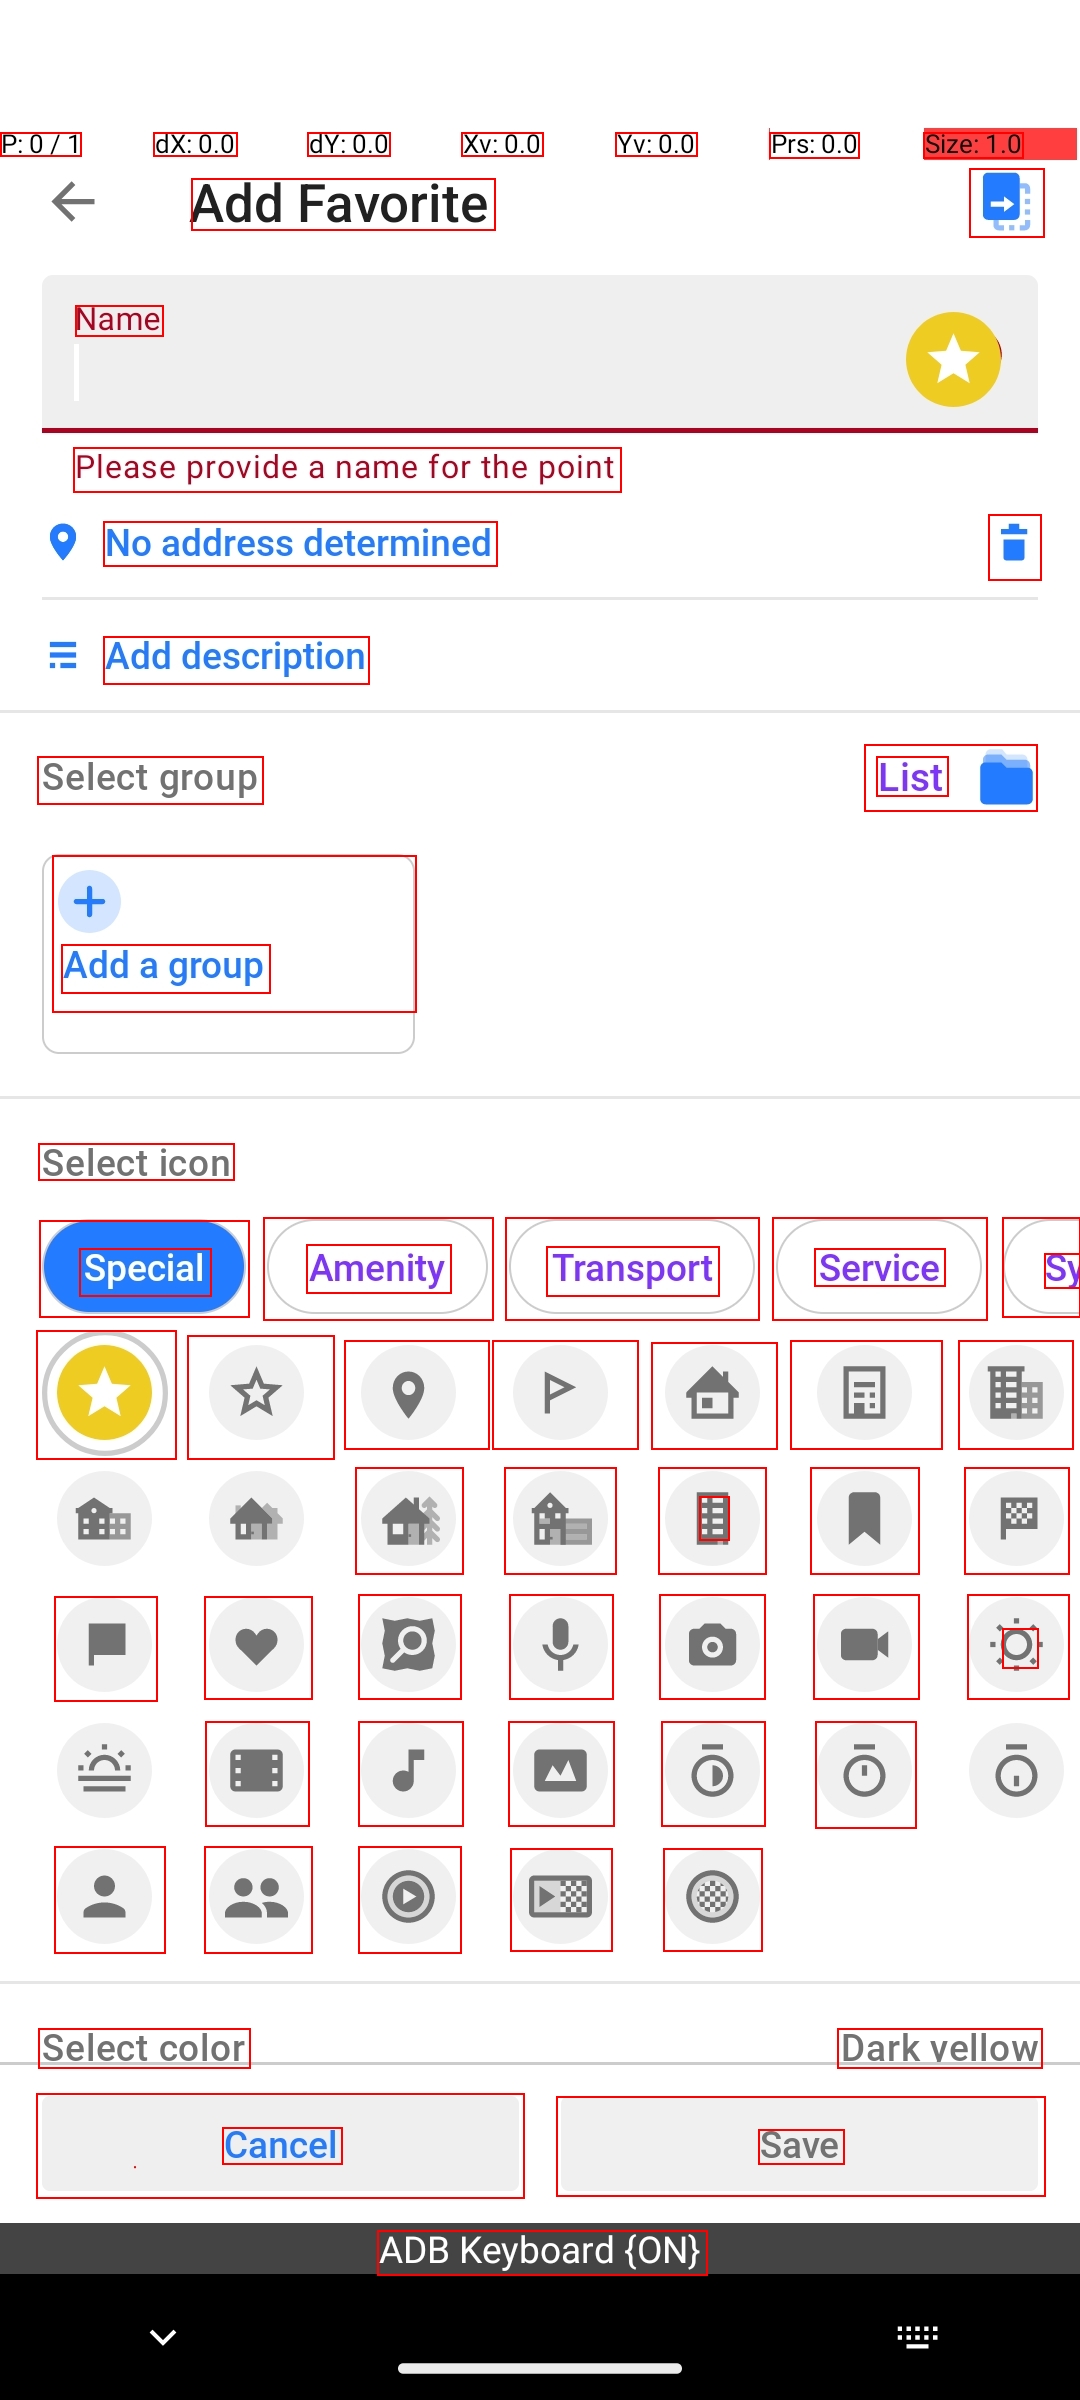 P: 0 / 1 dX: 0.0 dY: 0.0 Xv: 0.0 Yv: 0.0 Prs: 0.0 Size: 1.0
Add Favorite
Name
Please provide a name for the point
No address determined
Add description
Select group List
Add a group
Select icon
Special Amenity Transport Service Sy
Select color Dark yellow
Cancel Save
ADB Keyboard {ON}